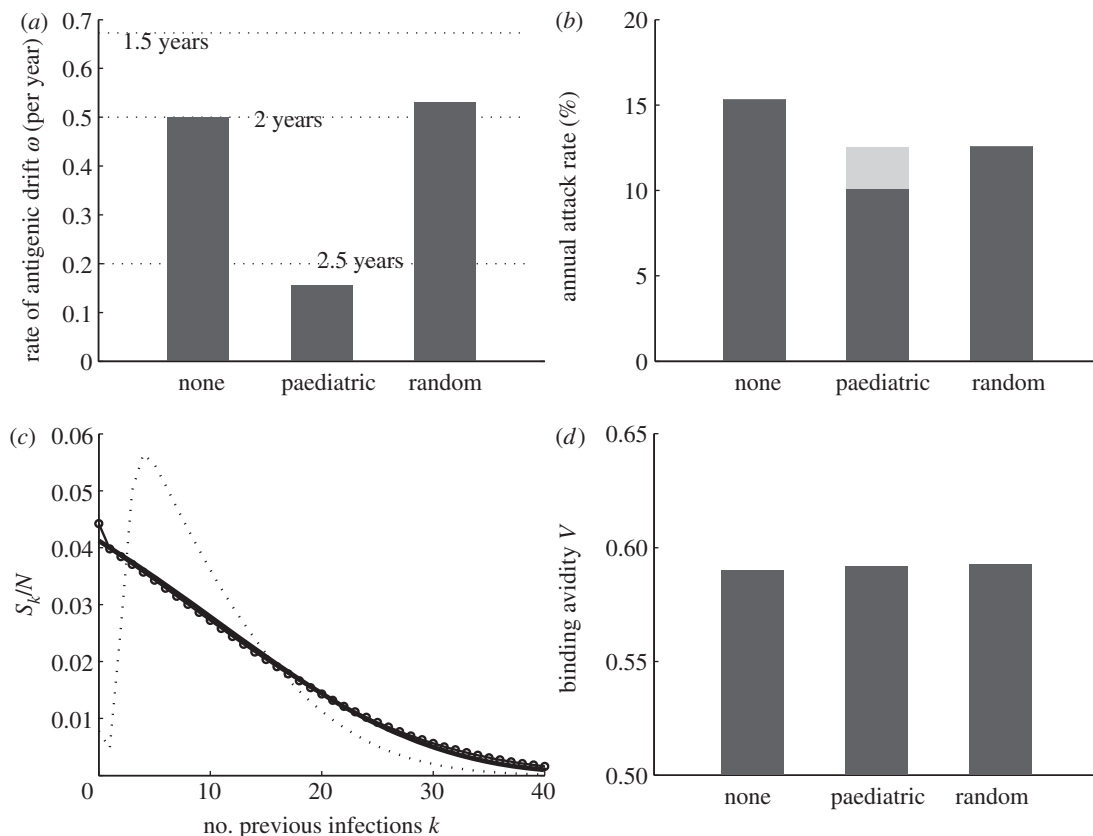 (a)
rate of antigenic drift ω (per year)
0.7
0.6
0.5
0.4
0.3
0.2
0.1
0
1.5 years
2 years
2.5 years
none paediatric random
(b)
annual attack rate (%)
20
15
10
5
0
none paediatric random
(c)
S_k/N
0.06
0.05
0.04
0.03
0.02
0.01
0 10 20 30 40
no. previous infections k
(d)
binding avidity V
0.65
0.60
0.55
0.50
none paediatric random